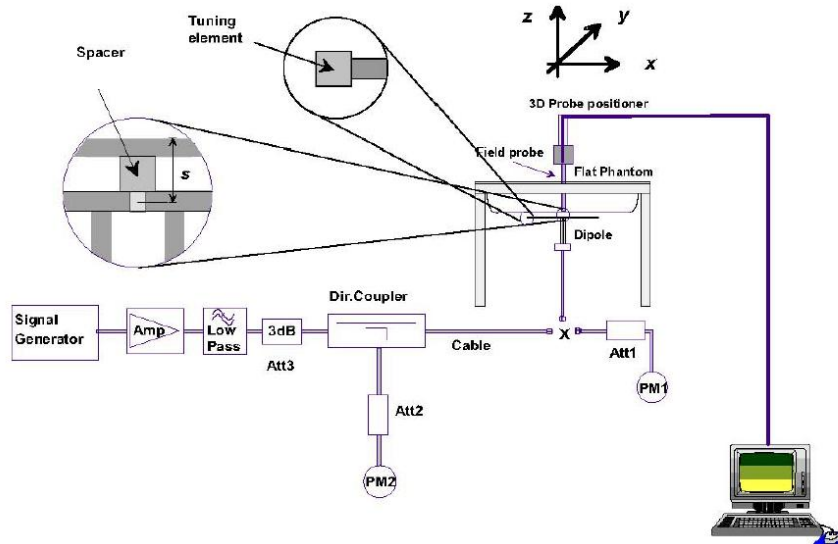 z
y
x
Tuning
element
Spacer
s
3D Probe positioner
Field probe
Flat Phantom
Dipole
Dir.Coupler
Signal
Generator
Amp
Low
Pass
3dB
Att3
Cable
X
Att1
PM1
Att2
PM2